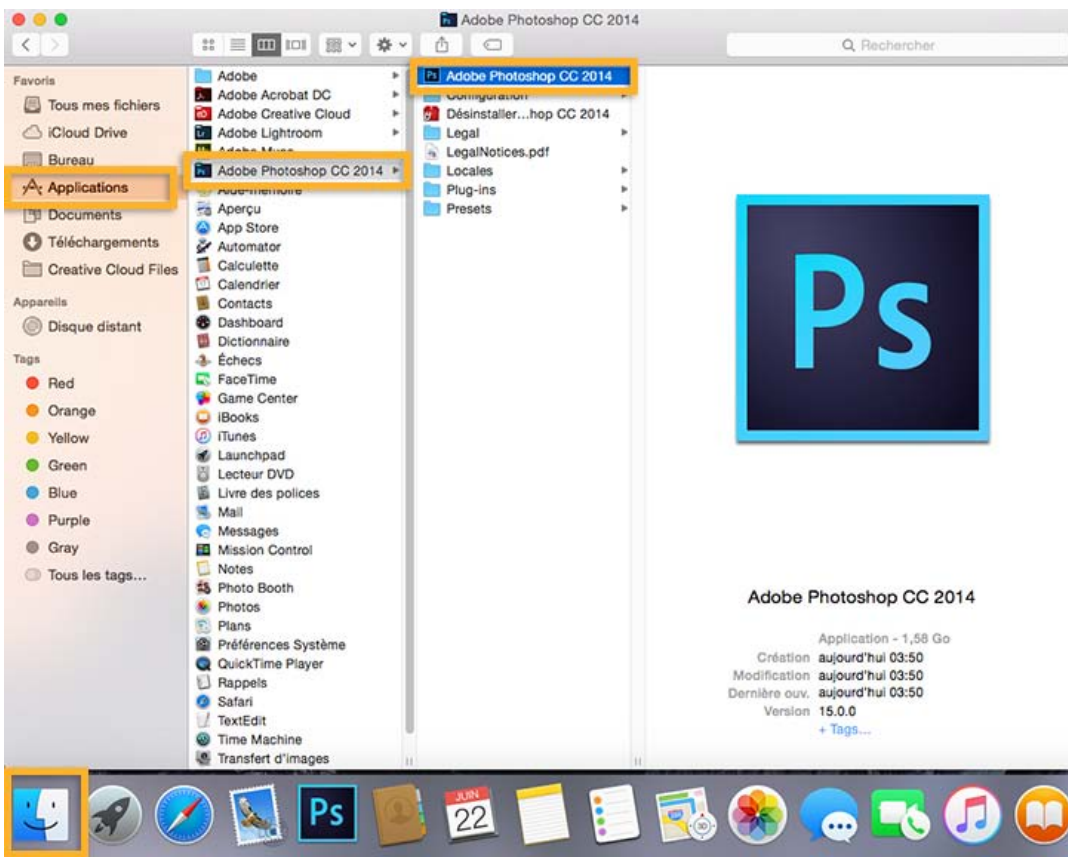 Adobe Photoshop CC 2014
Rechercher
Favoris
Tous mes fichiers
iCloud Drive
Bureau
Applications
Documents
Téléchargements
Creative Cloud Files
Appareils
Disque distant
Tags
Red
Orange
Yellow
Green
Blue
Purple
Gray
Tous les tags...
Adobe
Adobe Acrobat DC
Adobe Creative Cloud
Adobe Lightroom
Adobe Muse
Adobe Photoshop CC 2014
Aide-mémoire
Aperçu
App Store
Automator
Calculette
Calendrier
Contacts
Dashboard
Dictionnaire
Échecs
FaceTime
Game Center
iBooks
iTunes
Launchpad
Lecteur DVD
Livre des polices
Mail
Messages
Mission Control
Notes
Photo Booth
Photos
Plans
Préférences Système
QuickTime Player
Rappels
Safari
TextEdit
Time Machine
Transfert d'images
Adobe Photoshop CC 2014
Configuration
Désinstaller...hop CC 2014
Legal
LegalNotices.pdf
Locales
Plug-ins
Presets
Ps
Adobe Photoshop CC 2014
Application - 1,58 Go
Création aujourd'hui 03:50
Modification aujourd'hui 03:50
Dernière ouv. aujourd'hui 03:50
Version 15.0.0
+ Tags...
Ps
JUIN
22
3D